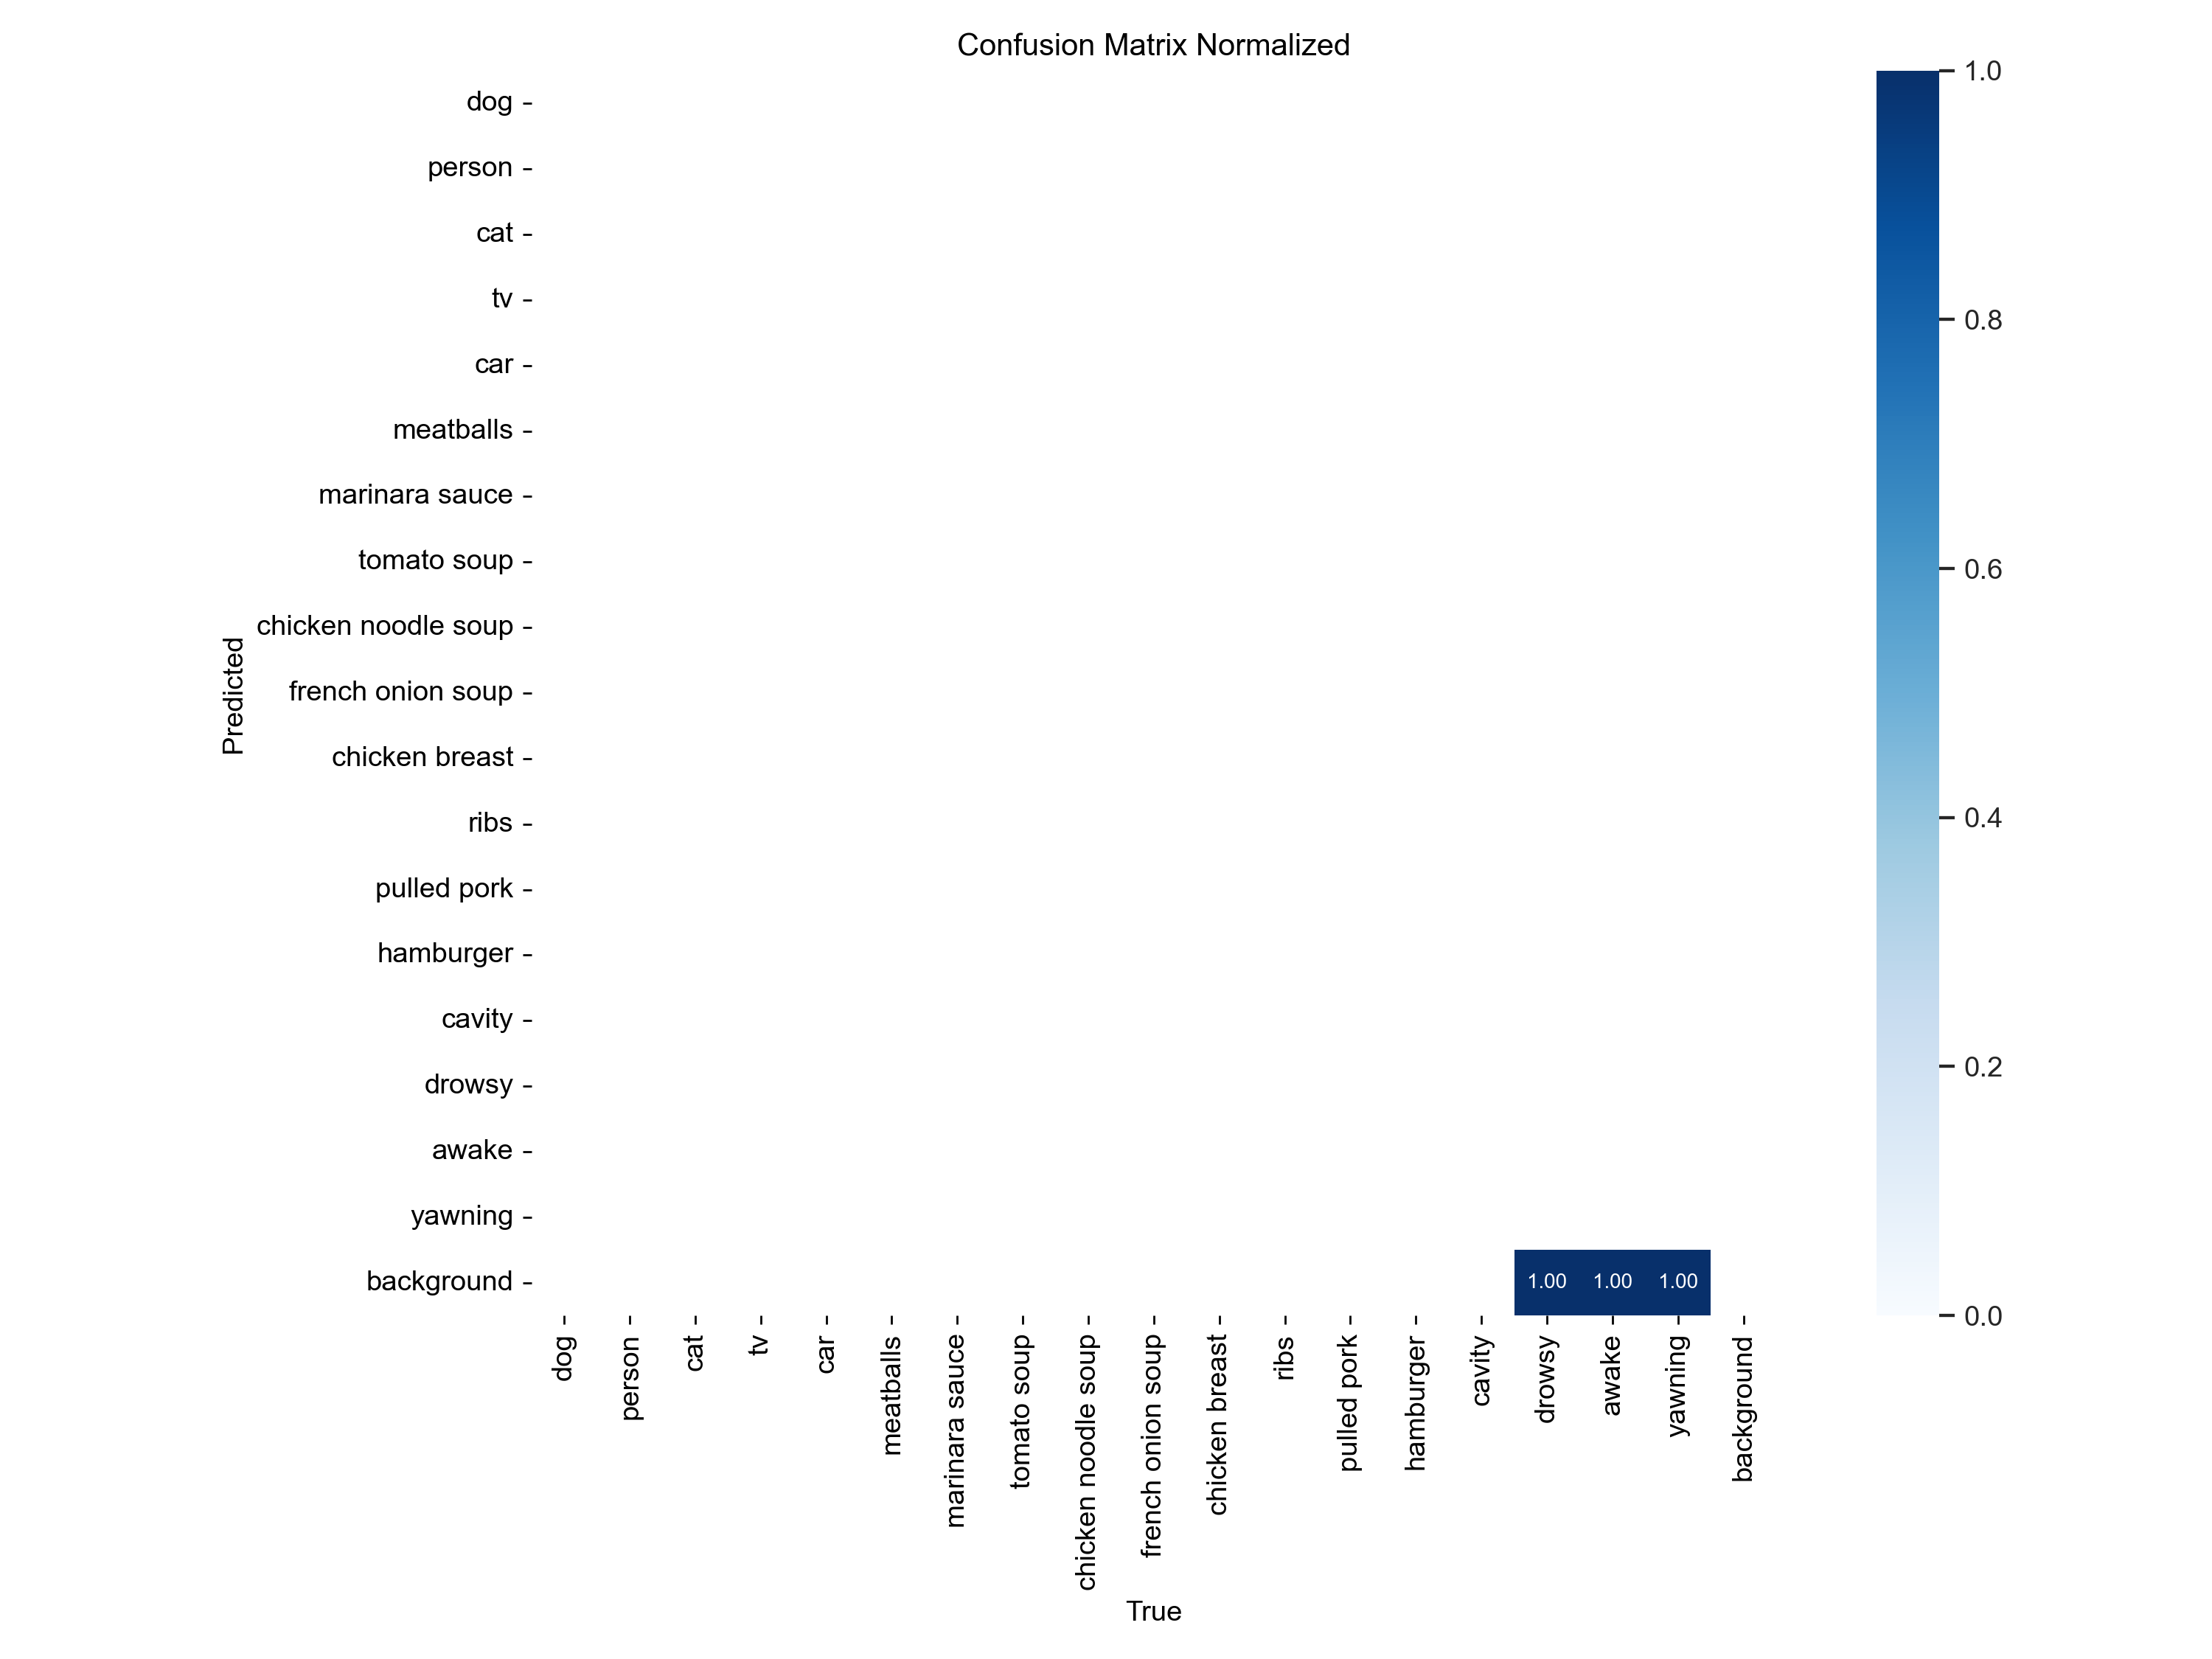 Confusion Matrix Normalized
Predicted
dog
person
cat
tv
car
meatballs
marinara sauce
tomato soup
chicken noodle soup
french onion soup
chicken breast
ribs
pulled pork
hamburger
cavity
drowsy
awake
yawning
background
1.00 1.00 1.00
dog
person
cat
tv
car
meatballs
marinara sauce
tomato soup
chicken noodle soup
french onion soup
chicken breast
ribs
pulled pork
hamburger
cavity
drowsy
awake
yawning
background
True
1.0
0.8
0.6
0.4
0.2
0.0